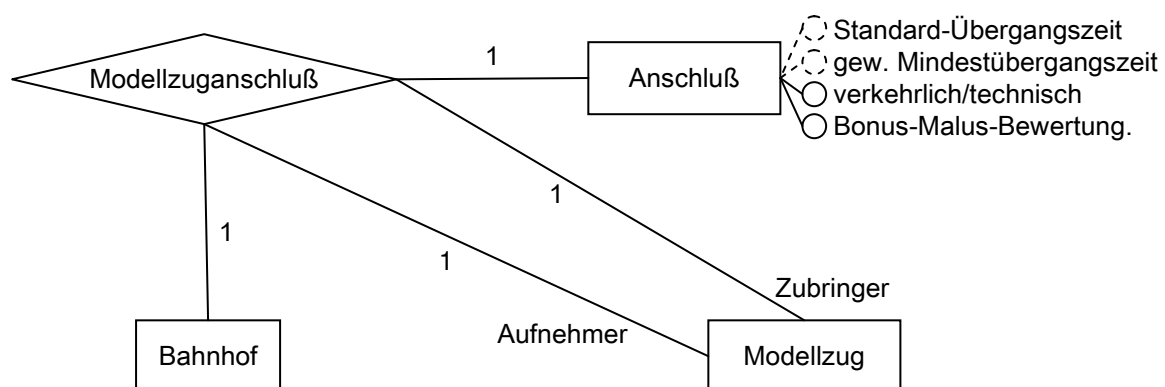 Standard-Übergangszeit
gew. Mindestübergangszeit
verkehrlich/technisch
Bonus-Malus-Bewertung.
Modellzuganschluß
1
Anschluß
1
1
1
Zubringer
Aufnehmer
Bahnhof
Modellzug